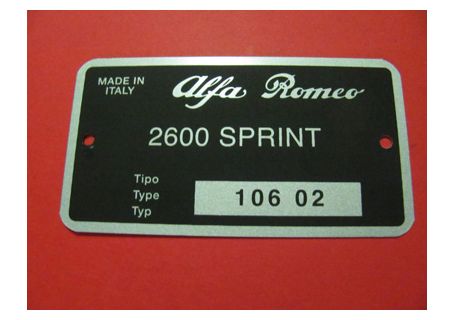 MADE IN
ITALY
Alfa Romeo
2600 SPRINT
Tipo
Type
Typ
106 02